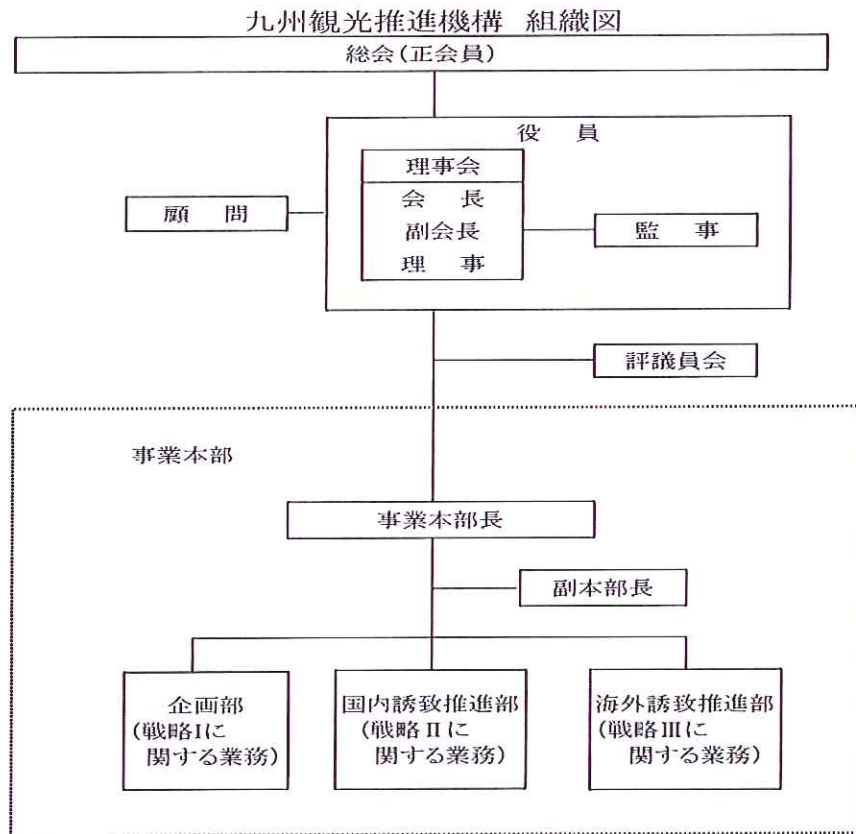 九州観光推進機構 組織図
総会(正会員)
役 員
理事会
会 長
副会長
理 事
顧 問
監 事
評議員会
事業本部
事業本部長
副本部長
企画部
(戦略Iに
関する業務)
国内誘致推進部
(戦略Ⅱに
関する業務)
海外誘致推進部
(戦略Ⅲに
関する業務)